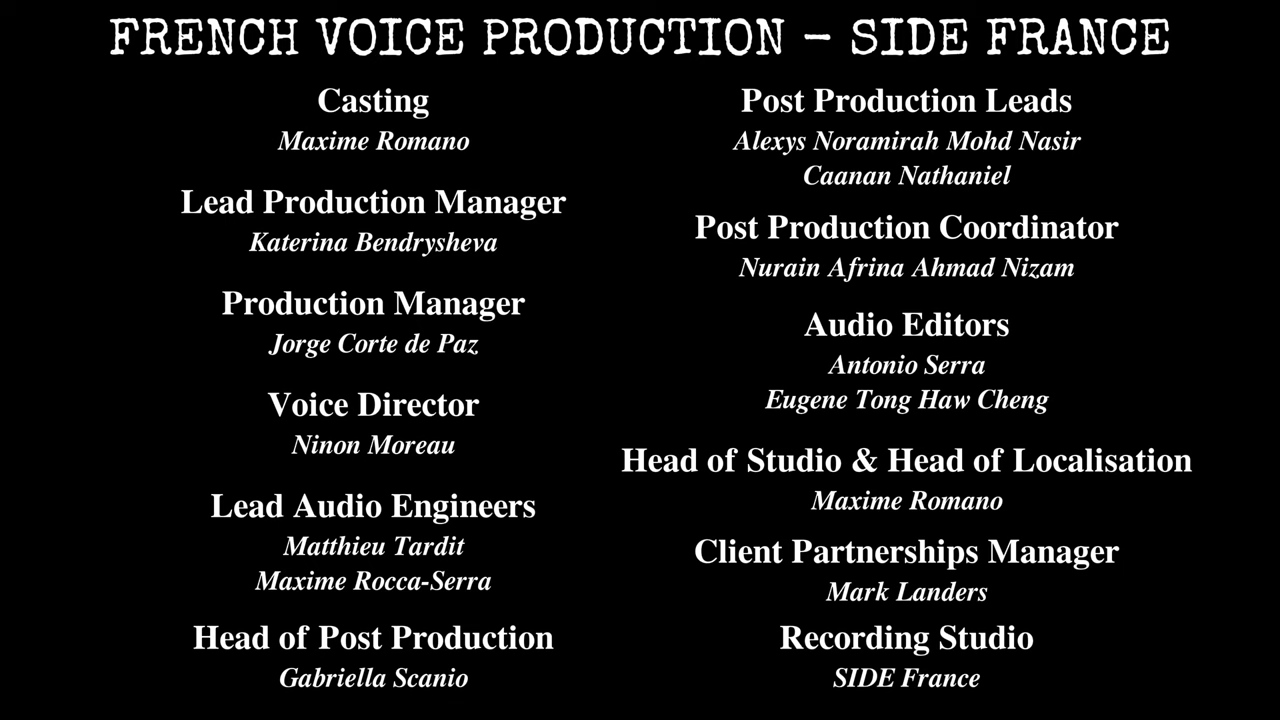 FRENCH VOICE PRODUCTION - SIDE FRANCE
Casting
Maxime Romano
Lead Production Manager
Katerina Bendrysheva
Production Manager
Jorge Corte de Paz
Voice Director
Ninon Moreau
Lead Audio Engineers
Matthieu Tardit
Maxime Rocca-Serra
Head of Post Production
Gabriella Scanio
Post Production Leads
Alexys Noramirah Mohd Nasir
Caanan Nathaniel
Post Production Coordinator
Nurain Afrina Ahmad Nizam
Audio Editors
Antonio Serra
Eugene Tong Haw Cheng
Head of Studio & Head of Localisation
Maxime Romano
Client Partnerships Manager
Mark Landers
Recording Studio
SIDE France